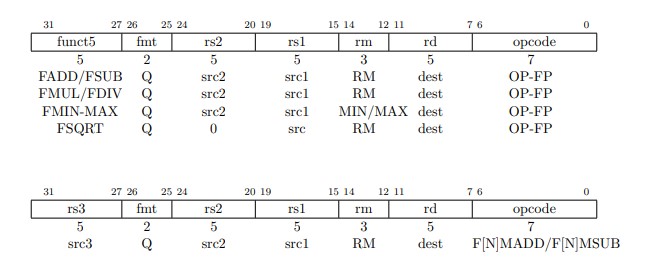 31 27 26 25 24 20 19 15 14 12 11 7 6 0
funct5 fmt rs2 rs1 rm rd opcode
5 2 5 5 3 5 7
FADD/FSUB Q src2 src1 RM dest OP-FP
FMUL/FDIV Q src2 src1 RM dest OP-FP
FMIN-MAX Q src2 src1 MIN/MAX dest OP-FP
FSQRT Q 0 src RM dest OP-FP
31 27 26 25 24 20 19 15 14 12 11 7 6 0
rs3 fmt rs2 rs1 rm rd opcode
5 2 5 5 3 5 7
src3 Q src2 src1 RM dest F[N]MADD/F[N]MSUB